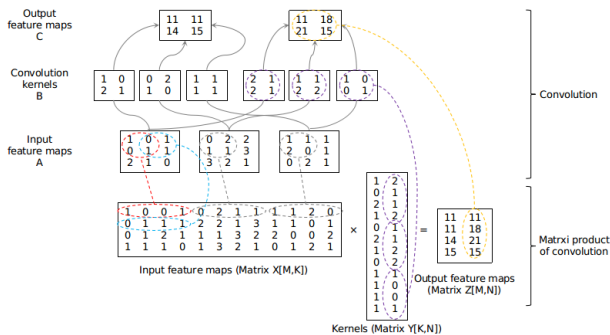 Output
feature maps
C
11 11
14 15
11 18
21 15
Convolution
kernels
B
1 0
2 1
0 2
1 0
1 1
1 1
2 1
1 2
1 1
2 2
1 0
0 1
Convolution
Input
feature maps
A
1 0 1
0 1 1
2 1 0
0 2 2
1 1 3
3 2 1
1 1 1
2 0 1
0 2 1
1 0 0 1 0 2 1 1 1 1 2 0
0 1 1 1 2 2 1 3 1 1 0 1
0 1 2 1 1 1 3 2 2 0 0 2
1 1 1 0 1 3 2 1 0 1 2 1
Input feature maps (Matrix X[M,K])
×
1 2
0 1
2 1
1 2
0 1
2 1
1 2
0 2
1 1
1 0
1 0
1 1
Kernels (Matrix Y[K,N])
=
11 11
11 18
14 21
15 15
Output feature maps
(Matrix Z[M,N])
Matrxi product
of convolution